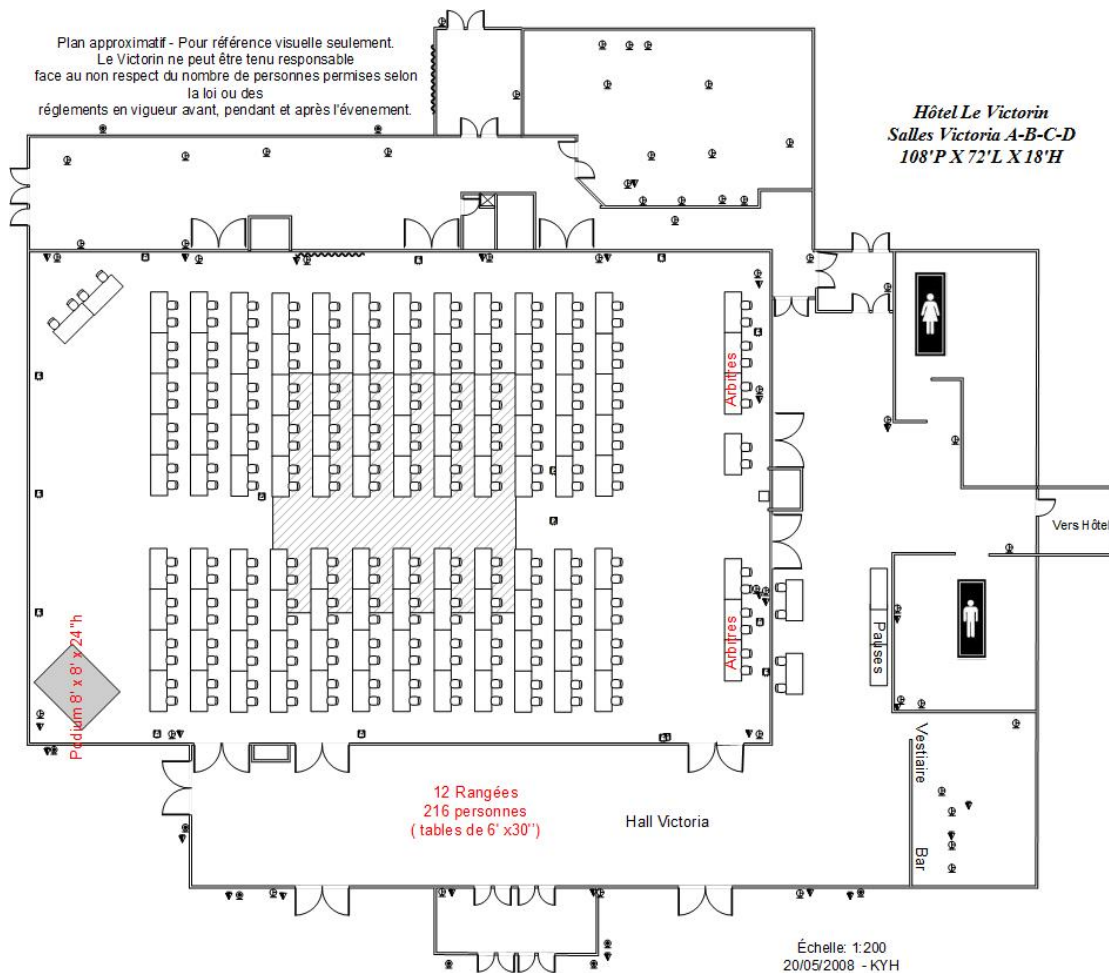 Plan approximatif - Pour référence visuelle seulement.
Le Victorin ne peut être tenu responsable
face au non respect du nombre de personnes permises selon
la loi ou des
réglements en vigueur avant, pendant et après l'évenement.
Hôtel Le Victorin
Salles Victoria A-B-C-D
108'P X 72'L X 18'H
Arbitres
Vers Hôtel
Arbitres
Pauses
Podium 8' x 8' x 24"h
Vestiaire
12 Rangées
216 personnes
( tables de 6' x30'')
Hall Victoria
Bar
Échelle: 1:200
20/05/2008 - KYH